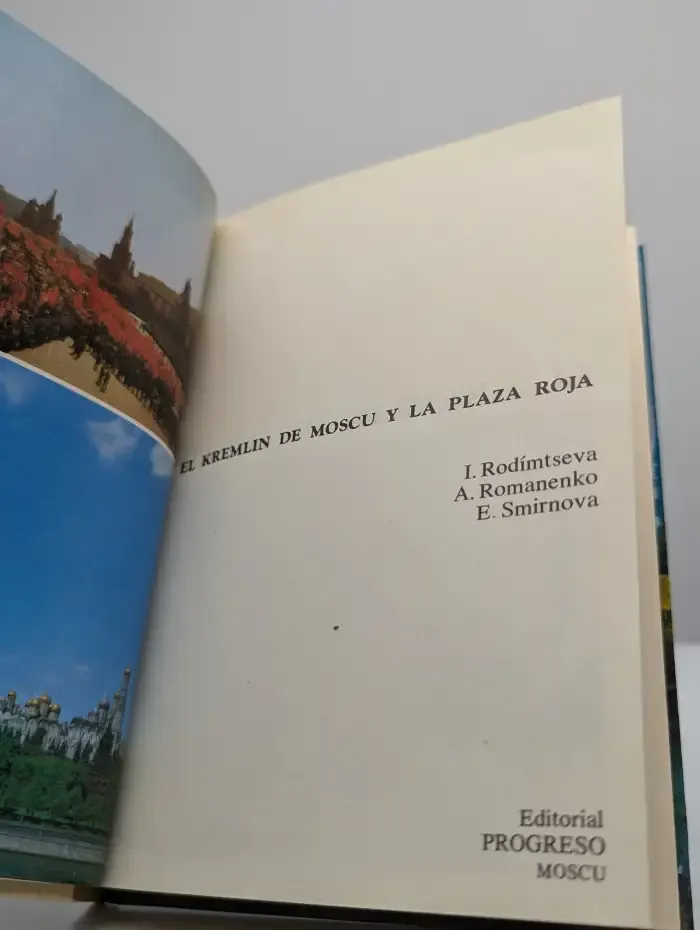 EL KREMLIN DE MOSCU Y LA PLAZA ROJA
I. Rodímtseva
A. Romanenko
E. Smirnova
Editorial
PROGRESO
MOSCU